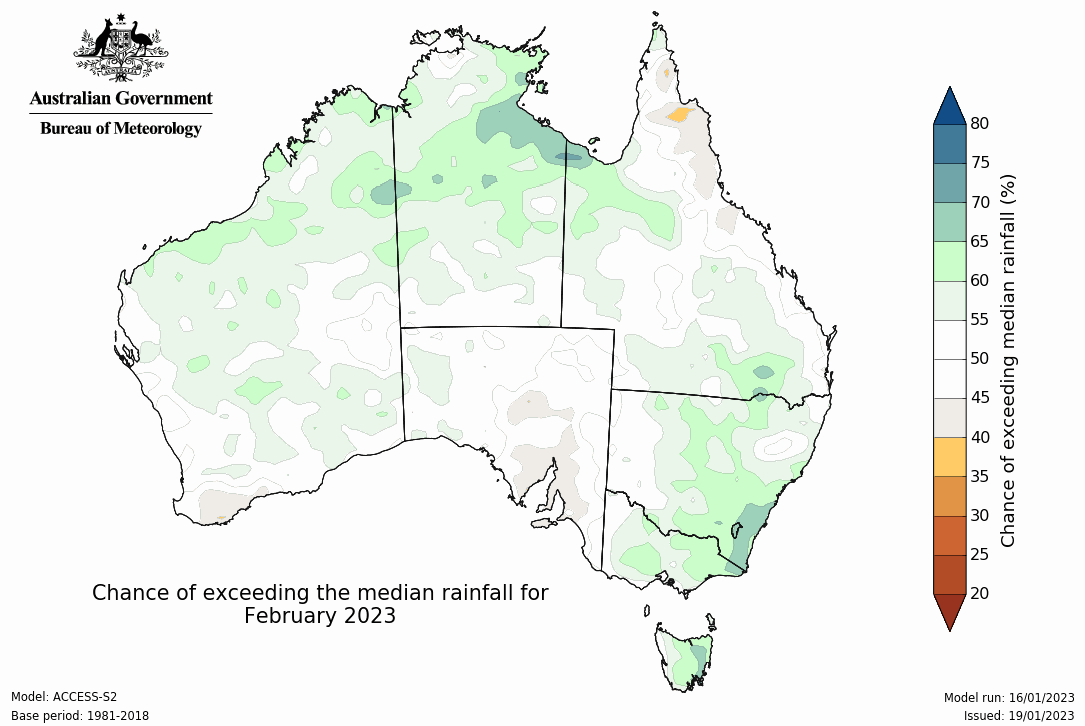 AUSTRALIA
Australian Government
Bureau of Meteorology
80
75
70
65
60
55
50
45
40
35
30
25
20
Chance of exceeding median rainfall (%)
Chance of exceeding the median rainfall for
February 2023
Model: ACCESS-S2
Base period: 1981-2018
Model run: 16/01/2023
Issued: 19/01/2023